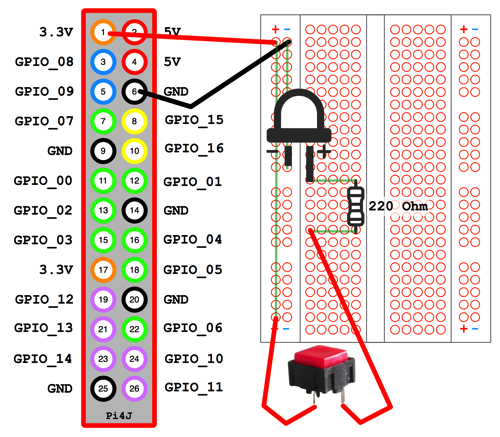 3.3V 1 2 5V + - + -
GPIO_08 3 4 5V
GPIO_09 5 6 GND
GPIO_07 7 8 GPIO_15
GND 9 10 GPIO_16 - +
GPIO_00 11 12 GPIO_01
GPIO_02 13 14 GND 220 Ohm
GPIO_03 15 16 GPIO_04
3.3V 17 18 GPIO_05
GPIO_12 19 20 GND
GPIO_13 21 22 GPIO_06 + - + -
GPIO_14 23 24 GPIO_10
GND 25 26 GPIO_11
Pi4J